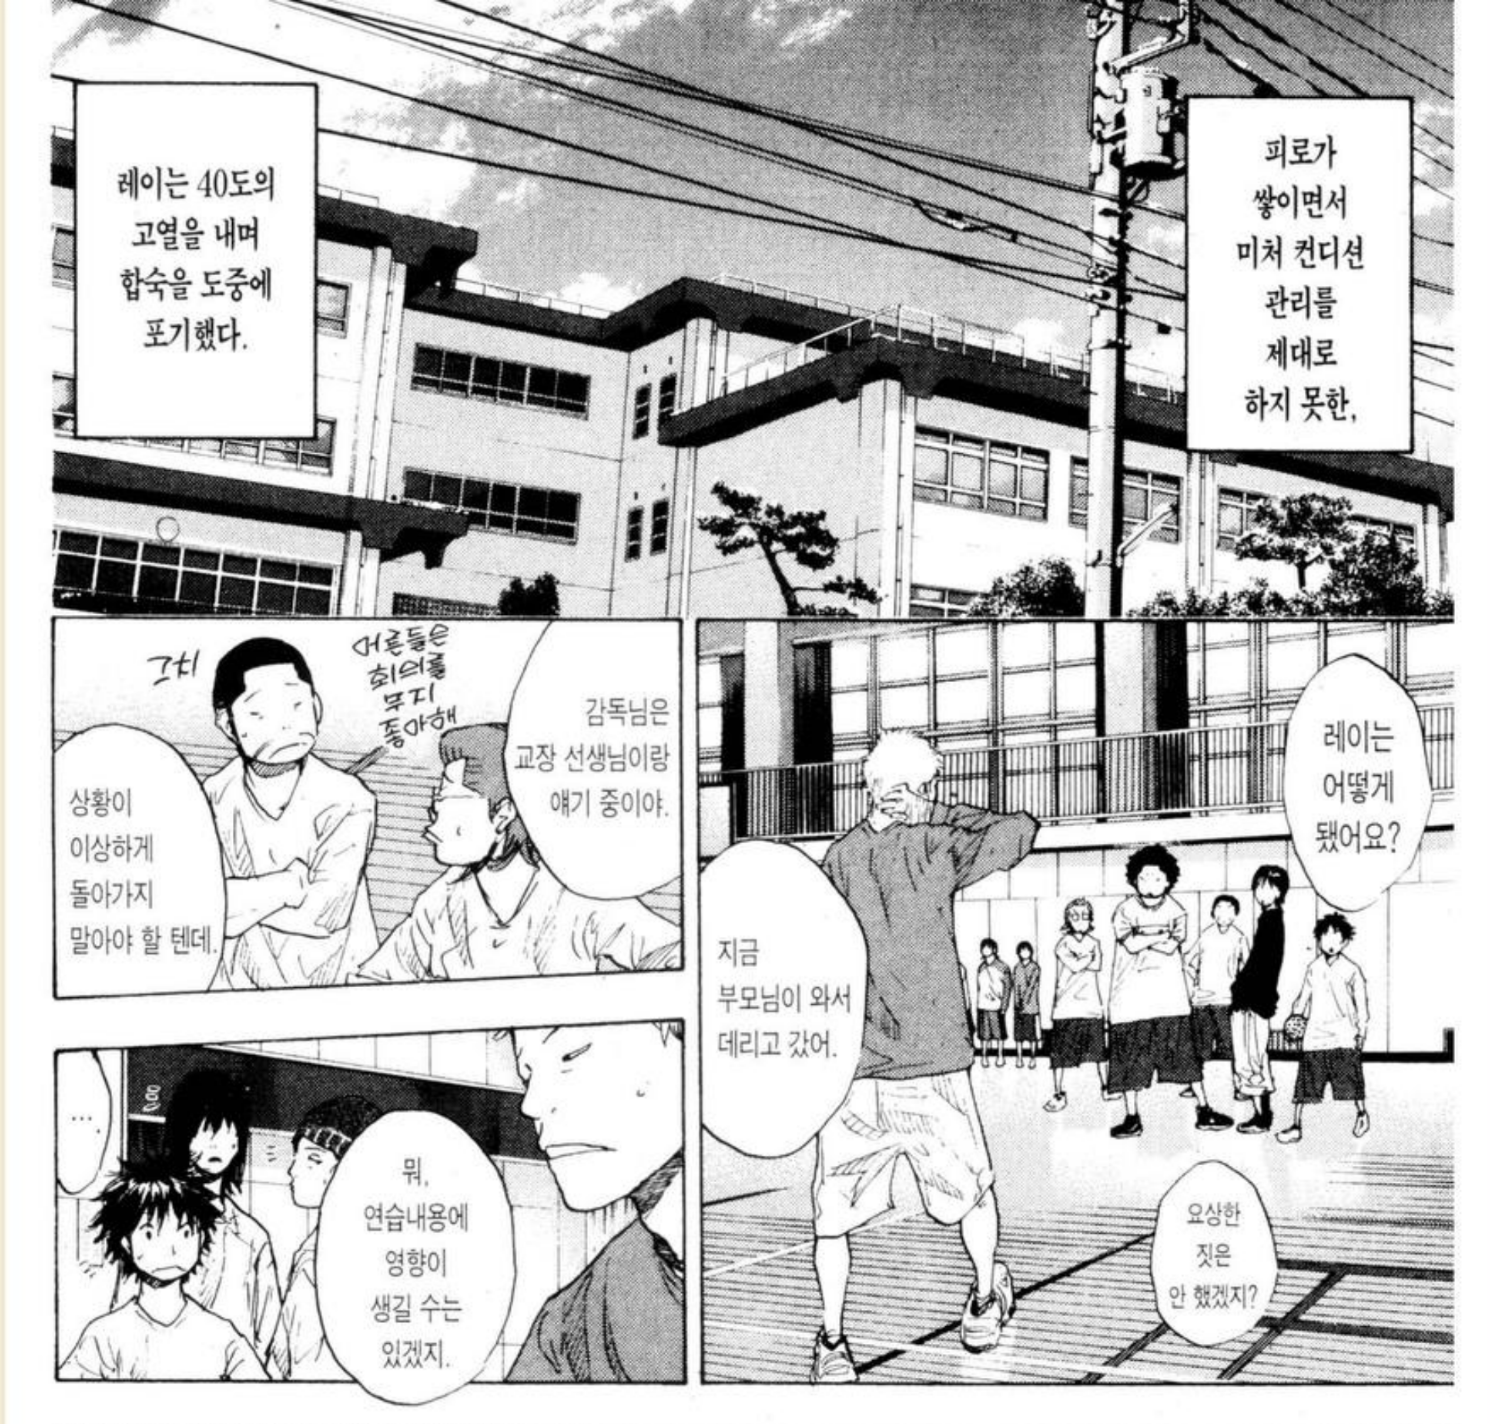 피로가
쌓이면서
미처 컨디션
관리를
제대로
하지 못한,
레이는 40도의
고열을 내며
합숙을 도중에
포기했다.
레이는
어떻게
됐어요?
지금
부모님이 와서
데리고 갔어.
요상한
짓은
안 했겠지?
감독님은
교장 선생님이랑
얘기 중이야.
어른들은
회의를
무지
좋아해
그치
상황이
이상하게
돌아가지
말아야 할 텐데.
뭐,
연습내용에
영향이
생길 수는
있겠지.
…